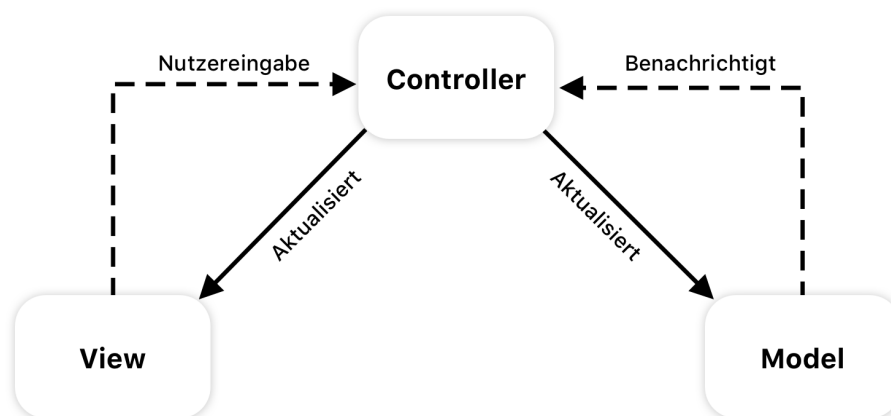 Nutzereingabe
Controller
Benachrichtigt
Aktualisiert
Aktualisiert
View
Model